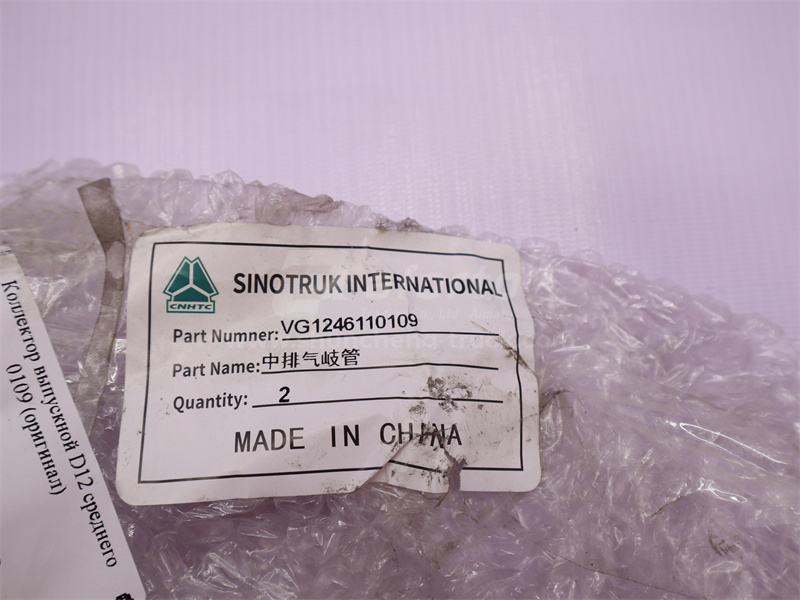 SINOTRUK INTERNATIONAL
CNHTC
Part Numner: VG1246110109
Part Name: 中排气岐管
Quantity: 2
MADE IN CHINA
Коллектор выпускной D12 среднего
0109 (оригинал)